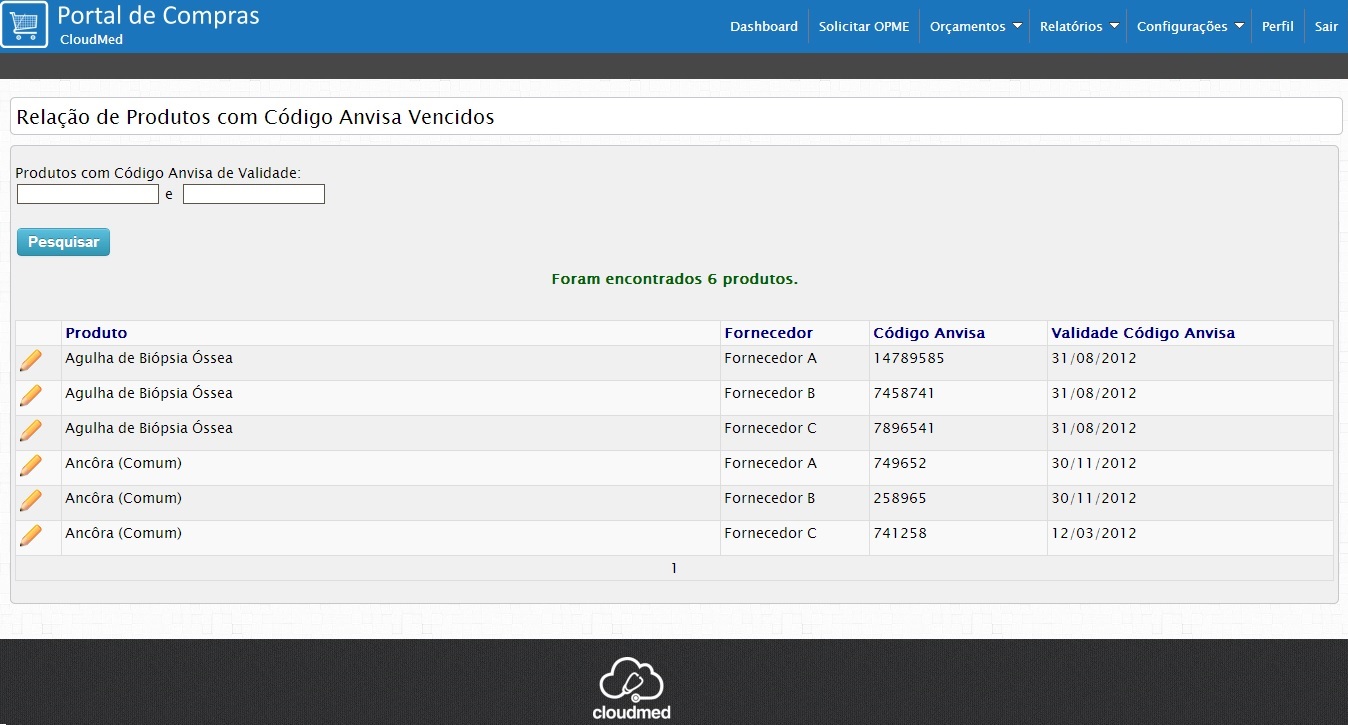 Portal de Compras
CloudMed
Dashboard Solicitar OPME Orçamentos Relatórios Configurações Perfil Sair
Relação de Produtos com Código Anvisa Vencidos
Produtos com Código Anvisa de Validade:
e
Pesquisar
Foram encontrados 6 produtos.
Produto Fornecedor Código Anvisa Validade Código Anvisa
Agulha de Biópsia Óssea Fornecedor A 14789585 31/08/2012
Agulha de Biópsia Óssea Fornecedor B 7458741 31/08/2012
Agulha de Biópsia Óssea Fornecedor C 7896541 31/08/2012
Ancôra (Comum) Fornecedor A 749652 30/11/2012
Ancôra (Comum) Fornecedor B 258965 30/11/2012
Ancôra (Comum) Fornecedor C 741258 12/03/2012
1
cloudmed